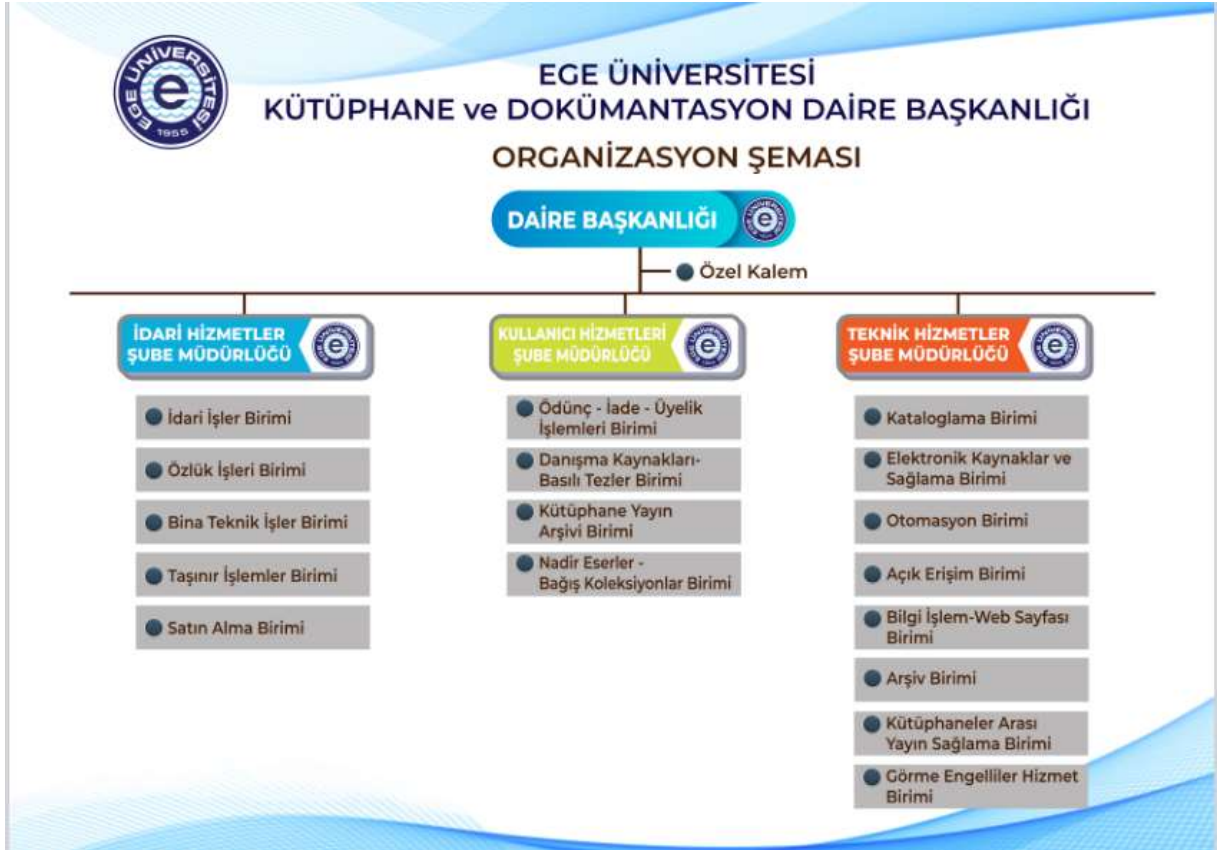 EGE ÜNİVERSİTESİ
1955
EGE ÜNİVERSİTESİ
KÜTÜPHANE ve DOKÜMANTASYON DAİRE BAŞKANLIĞI
ORGANİZASYON ŞEMASI
DAİRE BAŞKANLIĞI
Özel Kalem
İDARİ HİZMETLER
ŞUBE MÜDÜRLÜĞÜ
İdari İşler Birimi
Özlük İşleri Birimi
Bina Teknik İşler Birimi
Taşınır İşlemler Birimi
Satın Alma Birimi
KULLANICI HİZMETLERİ
ŞUBE MÜDÜRLÜĞÜ
Ödünç - İade - Üyelik
İşlemleri Birimi
Danışma Kaynakları-
Basılı Tezler Birimi
Kütüphane Yayın
Arşivi Birimi
Nadir Eserler -
Bağış Koleksiyonlar Birimi
TEKNİK HİZMETLER
ŞUBE MÜDÜRLÜĞÜ
Kataloglama Birimi
Elektronik Kaynaklar ve
Sağlama Birimi
Otomasyon Birimi
Açık Erişim Birimi
Bilgi İşlem-Web Sayfası
Birimi
Arşiv Birimi
Kütüphaneler Arası
Yayın Sağlama Birimi
Görme Engelliler Hizmet
Birimi